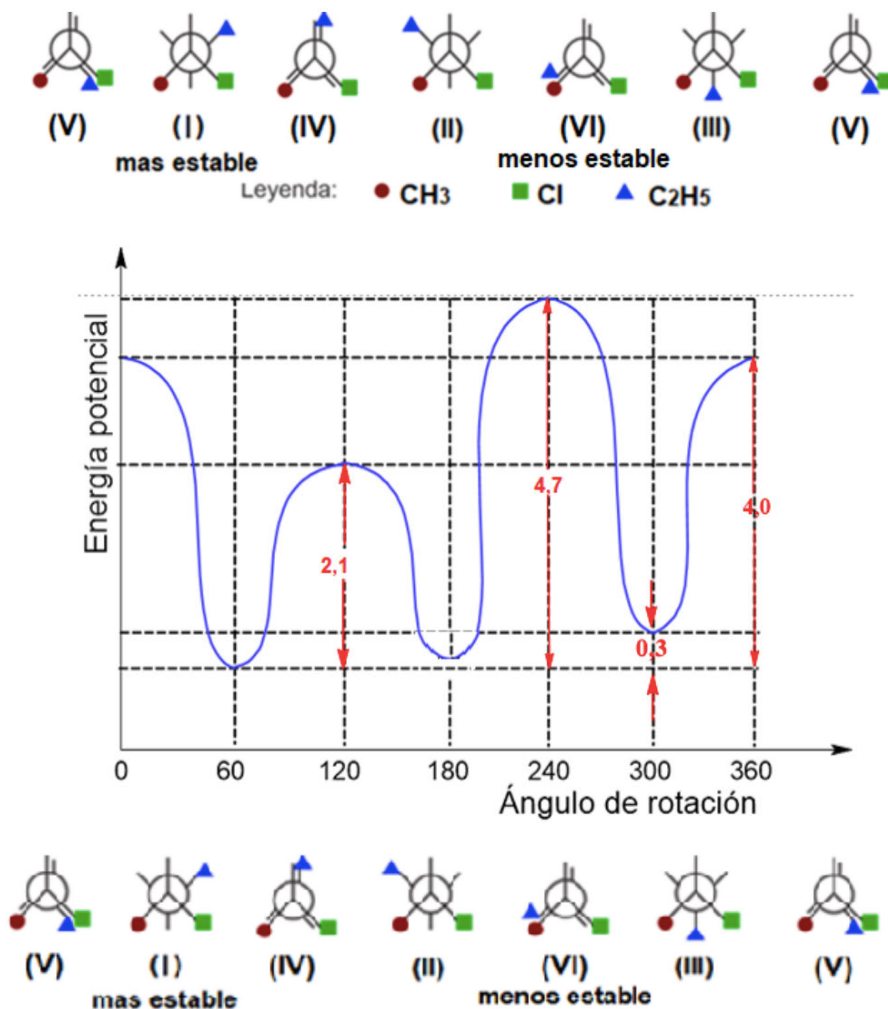 (V) (I) (IV) (II) (VI) (III) (V)
mas estable menos estable
Leyenda: CH3 Cl C2H5
Energía potencial
2,1
4,7
4,0
0,3
0 60 120 180 240 300 360
Ángulo de rotación
(V) (I) (IV) (II) (VI) (III) (V)
mas estable menos estable